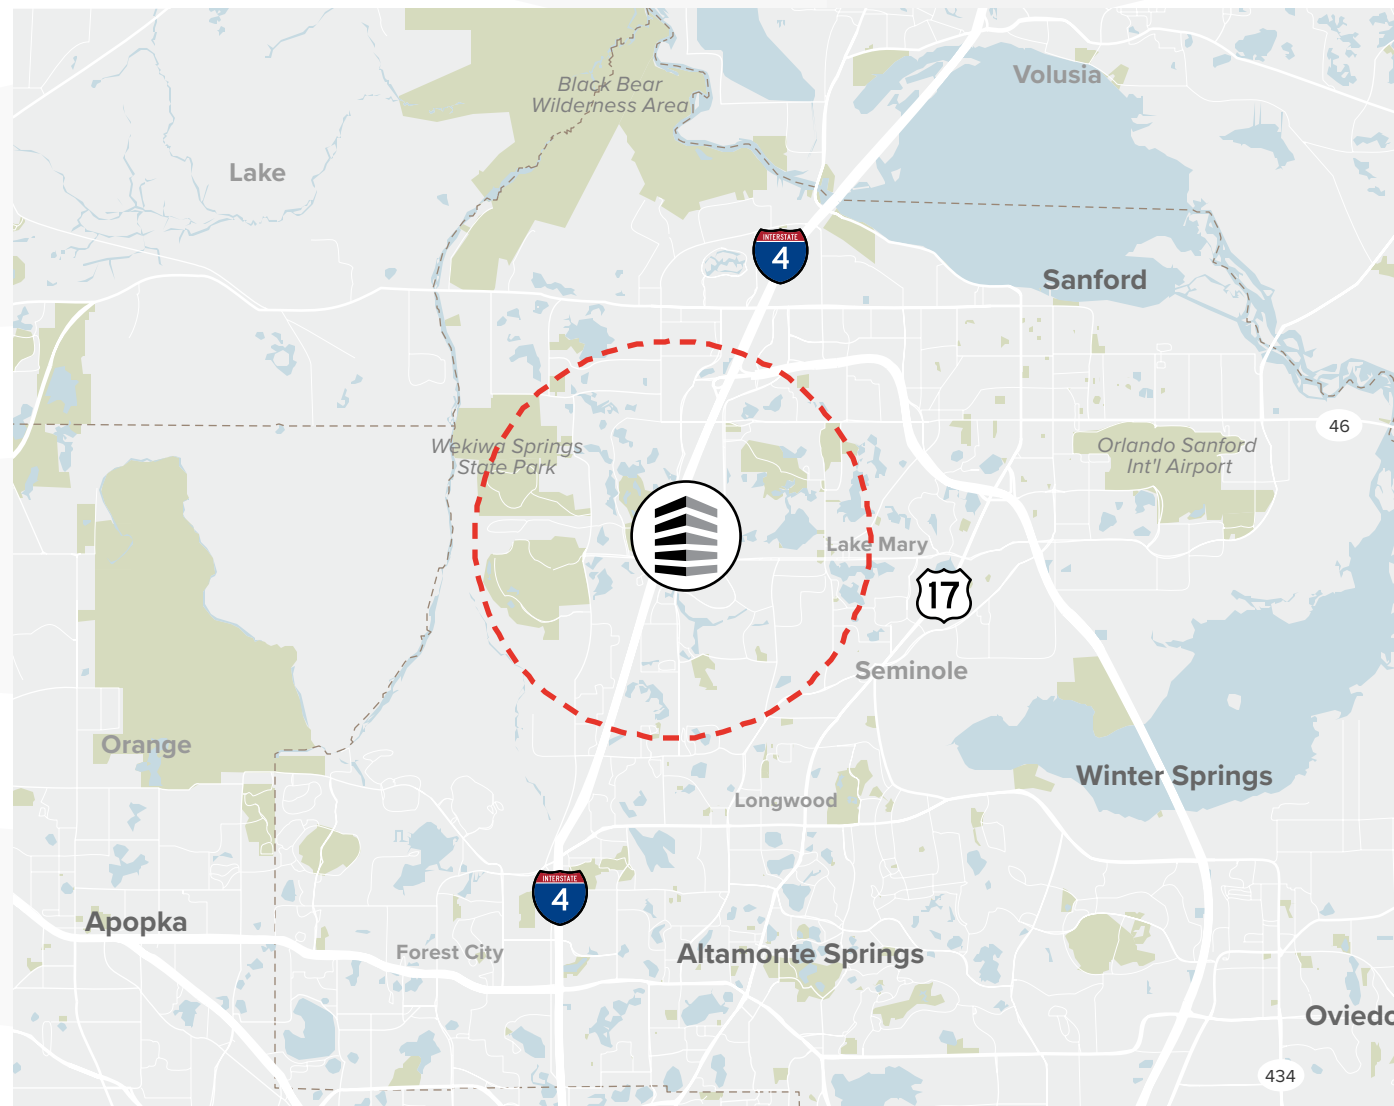 Volusia
Black Bear
Wilderness Area
Lake
INTERSTATE
4
Sanford
46
Wekiwa Springs
State Park
Orlando Sanford
Int'l Airport
Lake Mary
17
Seminole
Orange
Winter Springs
Longwood
INTERSTATE
4
Apopka
Forest City
Altamonte Springs
Oviedo
434